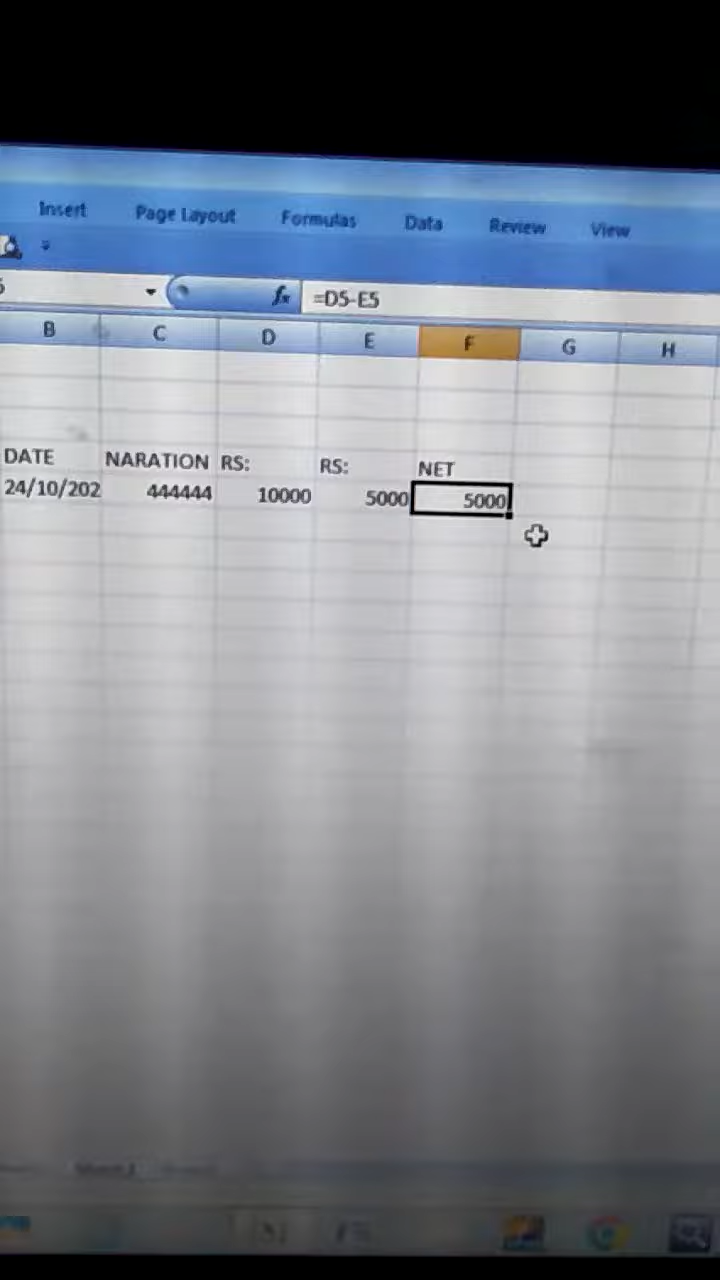 Insert Page Layout Formulas Data Review View
fx =D5-E5
B C D E F G H
DATE NARATION RS: RS: NET
24/10/202 444444 10000 5000 5000